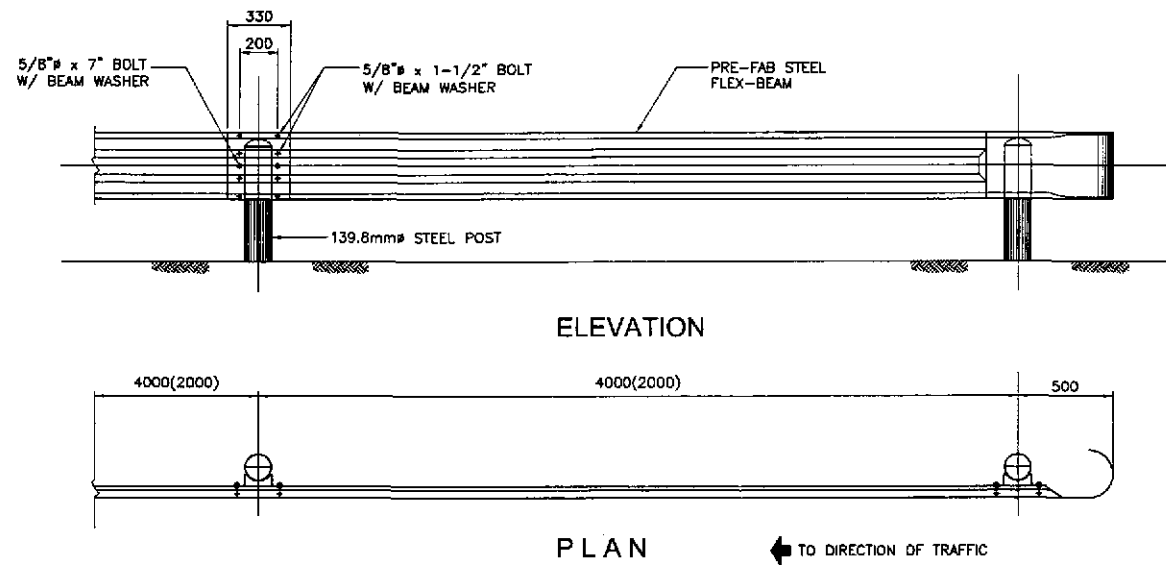 330
200
5/8"ø x 7" BOLT
W/ BEAM WASHER
5/8"ø x 1-1/2" BOLT
W/ BEAM WASHER
PRE-FAB STEEL
FLEX-BEAM
139.8mmø STEEL POST
ELEVATION
4000(2000)
4000(2000)
500
PLAN
TO DIRECTION OF TRAFFIC